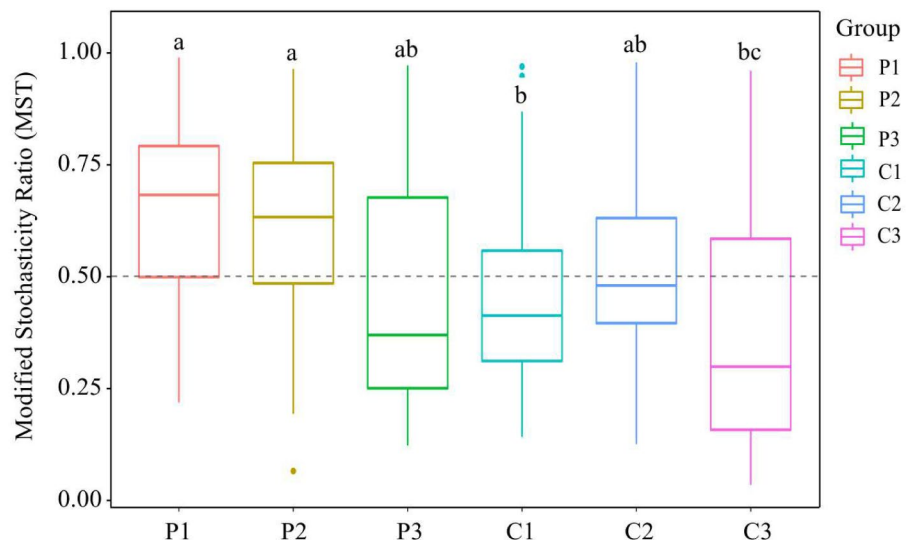 Modified Stochasticity Ratio (MST)
1.00
0.75
0.50
0.25
0.00
a
a
ab
b
ab
bc
P1
P2
P3
C1
C2
C3
Group
P1
P2
P3
C1
C2
C3